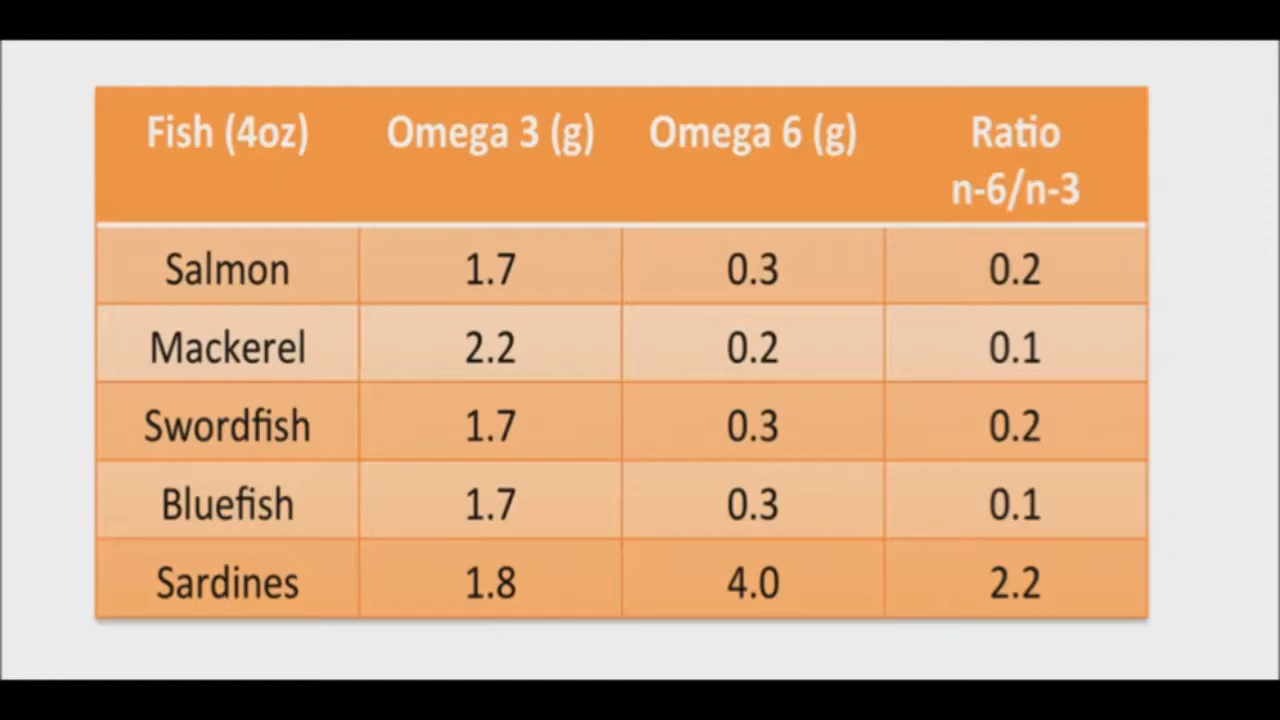 Fish (4oz) Omega 3 (g) Omega 6 (g) Ratio
n-6/n-3
Salmon 1.7 0.3 0.2
Mackerel 2.2 0.2 0.1
Swordfish 1.7 0.3 0.2
Bluefish 1.7 0.3 0.1
Sardines 1.8 4.0 2.2